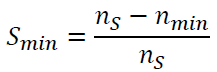 S_min = (n_S − n_min) / n_S